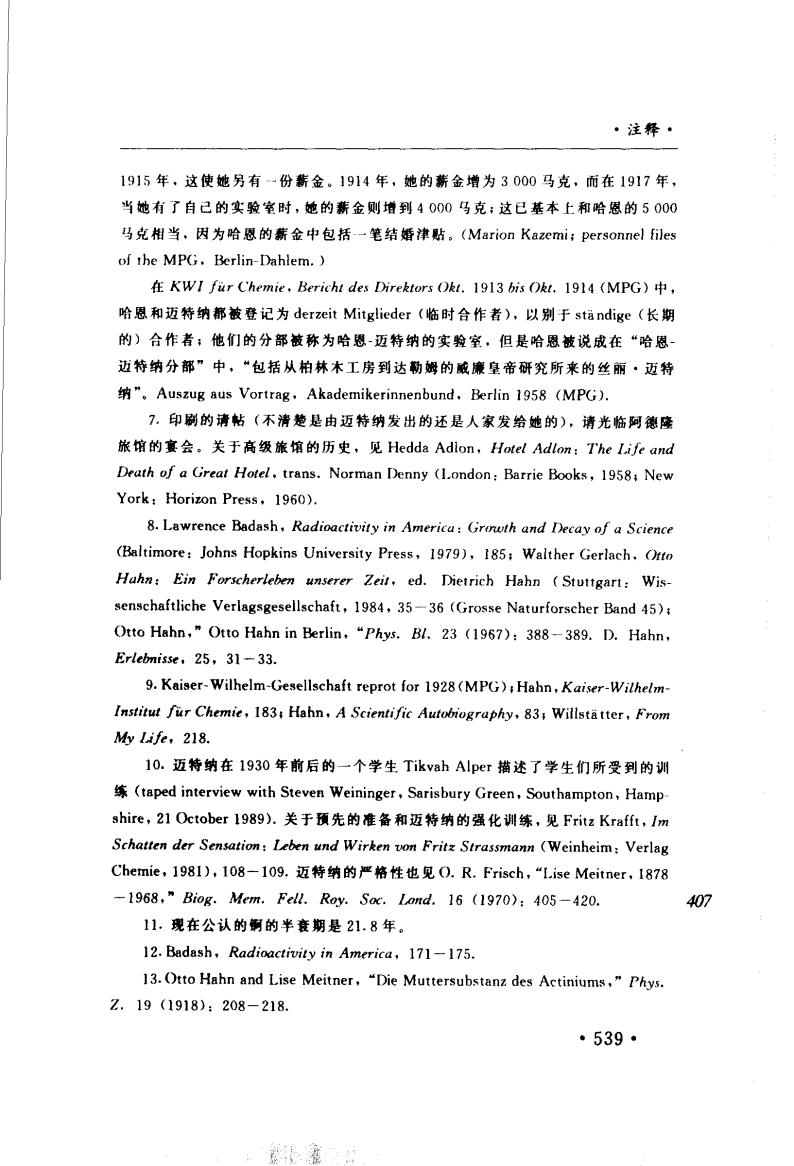 ·注释·
1915年，这使她另有一份薪金。1914年，她的薪金增为3 000马克，而在1917年，
当她有了自己的实验室时，她的薪金则增到4 000马克；这已基本上和哈恩的5 000
马克相当，因为哈恩的薪金中包括一笔结婚津贴。(Marion Kazemi; personnel files
of the MPG, Berlin-Dahlem.)
在 KWI für Chemie, Bericht des Direktors Okt. 1913 bis Okt. 1914 (MPG) 中，
哈恩和迈特纳都被登记为 derzeit Mitglieder（临时合作者），以别于 ständige（长期
的）合作者；他们的分部被称为哈恩-迈特纳的实验室，但是哈恩被说成在“哈恩-
迈特纳分部”中，“包括从柏林木工房到达勒姆的威廉皇帝研究所来的丝丽·迈特
纳”。Auszug aus Vortrag, Akademikerinnenbund, Berlin 1958 (MPG).
7. 印刷的请帖（不清楚是由迈特纳发出的还是人家发给她的），请光临阿德隆
旅馆的宴会。关于高级旅馆的历史，见 Hedda Adlon, Hotel Adlon: The Life and
Death of a Great Hotel, trans. Norman Denny (London: Barrie Books, 1958; New
York: Horizon Press, 1960).
8. Lawrence Badash, Radioactivity in America: Growth and Decay of a Science
(Baltimore: Johns Hopkins University Press, 1979), 185; Walther Gerlach, Otto
Hahn: Ein Forscherleben unserer Zeit, ed. Dietrich Hahn (Stuttgart: Wis-
senschaftliche Verlagsgesellschaft, 1984, 35—36 (Grosse Naturforscher Band 45);
Otto Hahn,” Otto Hahn in Berlin, “Phys. Bl. 23 (1967): 388—389. D. Hahn,
Erlebnisse, 25, 31—33.
9. Kaiser-Wilhelm-Gesellschaft reprot for 1928 (MPG); Hahn, Kaiser-Wilhelm-
Institut für Chemie, 183; Hahn, A Scientific Autobiography, 83; Willstätter, From
My Life, 218.
10. 迈特纳在1930年前后的一个学生 Tikvah Alper 描述了学生们所受到的训
练 (taped interview with Steven Weininger, Sarisbury Green, Southampton, Hamp-
shire, 21 October 1989). 关于预先的准备和迈特纳的强化训练，见 Fritz Krafft, Im
Schatten der Sensation: Leben und Wirken von Fritz Strassmann (Weinheim: Verlag
Chemie, 1981), 108—109. 迈特纳的严格性也见 O. R. Frisch, “Lise Meitner, 1878
—1968,” Biog. Mem. Fell. Roy. Soc. Lond. 16 (1970): 405—420.
407
11. 现在公认的锕的半衰期是21.8年。
12. Badash, Radioactivity in America, 171—175.
13. Otto Hahn and Lise Meitner, “Die Muttersubstanz des Actiniums,” Phys.
Z. 19 (1918): 208—218.
·539·